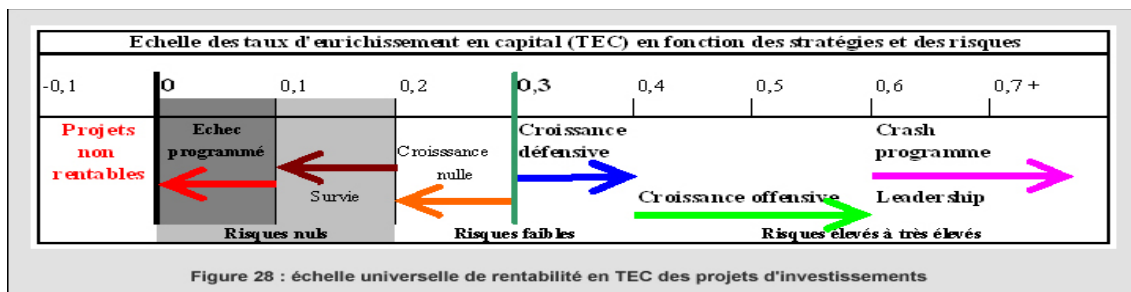 Echelle des taux d'enrichissement en capital (TEC) en fonction des stratégies et des risques
-0,1 0 0,1 0,2 0,3 0,4 0,5 0,6 0,7 +
Projets
non
rentables
Echec
programmé
Survie
Croisssance
nulle
Croissance
défensive
Croissance offensive
Crash
programme
Leadership
Risques nuls Risques faibles Risques élevés à très élevés
Figure 28 : échelle universelle de rentabilité en TEC des projets d'investissements